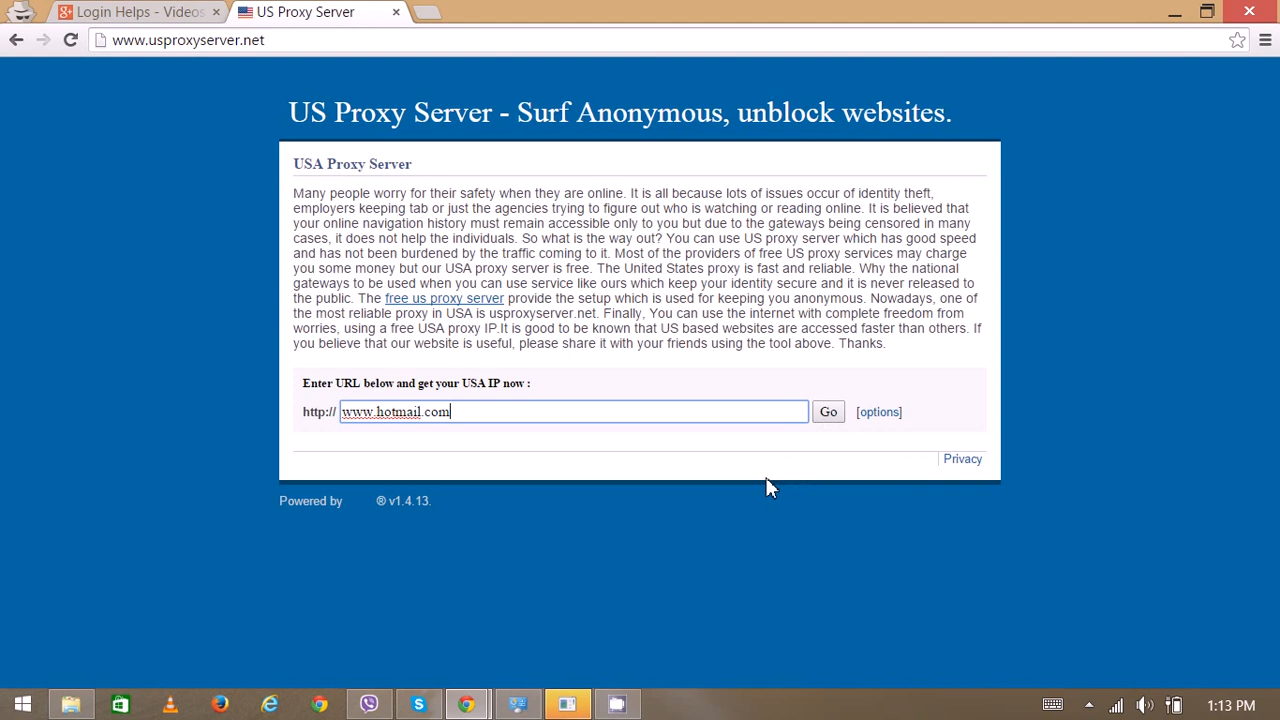 Login Helps - Videos
US Proxy Server
www.usproxyserver.net
US Proxy Server - Surf Anonymous, unblock websites.
USA Proxy Server
Many people worry for their safety when they are online. It is all because lots of issues occur of identity theft,
employers keeping tab or just the agencies trying to figure out who is watching or reading online. It is believed that
your online navigation history must remain accessible only to you but due to the gateways being censored in many
cases, it does not help the individuals. So what is the way out? You can use US proxy server which has good speed
and has not been burdened by the traffic coming to it. Most of the providers of free US proxy services may charge
you some money but our USA proxy server is free. The United States proxy is fast and reliable. Why the national
gateways to be used when you can use service like ours which keep your identity secure and it is never released to
the public. The free us proxy server provide the setup which is used for keeping you anonymous. Nowadays, one of
the most reliable proxy in USA is usproxyserver.net. Finally, You can use the internet with complete freedom from
worries, using a free USA proxy IP.It is good to be known that US based websites are accessed faster than others. If
you believe that our website is useful, please share it with your friends using the tool above. Thanks.
Enter URL below and get your USA IP now :
http:// www.hotmail.com Go [options]
Privacy
Powered by ® v1.4.13.
1:13 PM